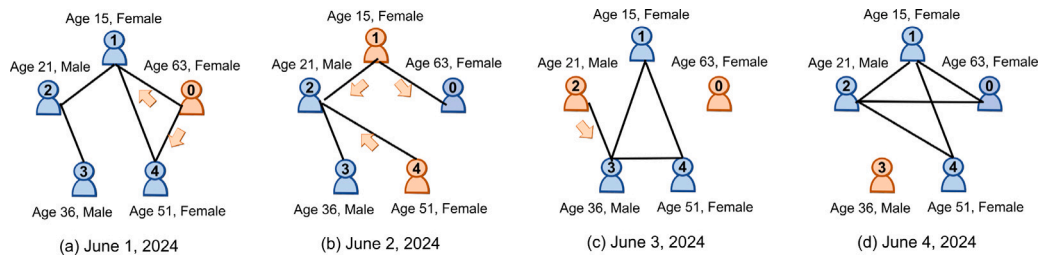 Age 15, Female
1
Age 21, Male
Age 63, Female
2
0
3
4
Age 36, Male
Age 51, Female
(a) June 1, 2024
Age 15, Female
1
Age 21, Male
Age 63, Female
2
0
3
4
Age 36, Male
Age 51, Female
(b) June 2, 2024
Age 15, Female
1
Age 21, Male
Age 63, Female
2
0
3
4
Age 36, Male
Age 51, Female
(c) June 3, 2024
Age 15, Female
1
Age 21, Male
Age 63, Female
2
0
3
4
Age 36, Male
Age 51, Female
(d) June 4, 2024